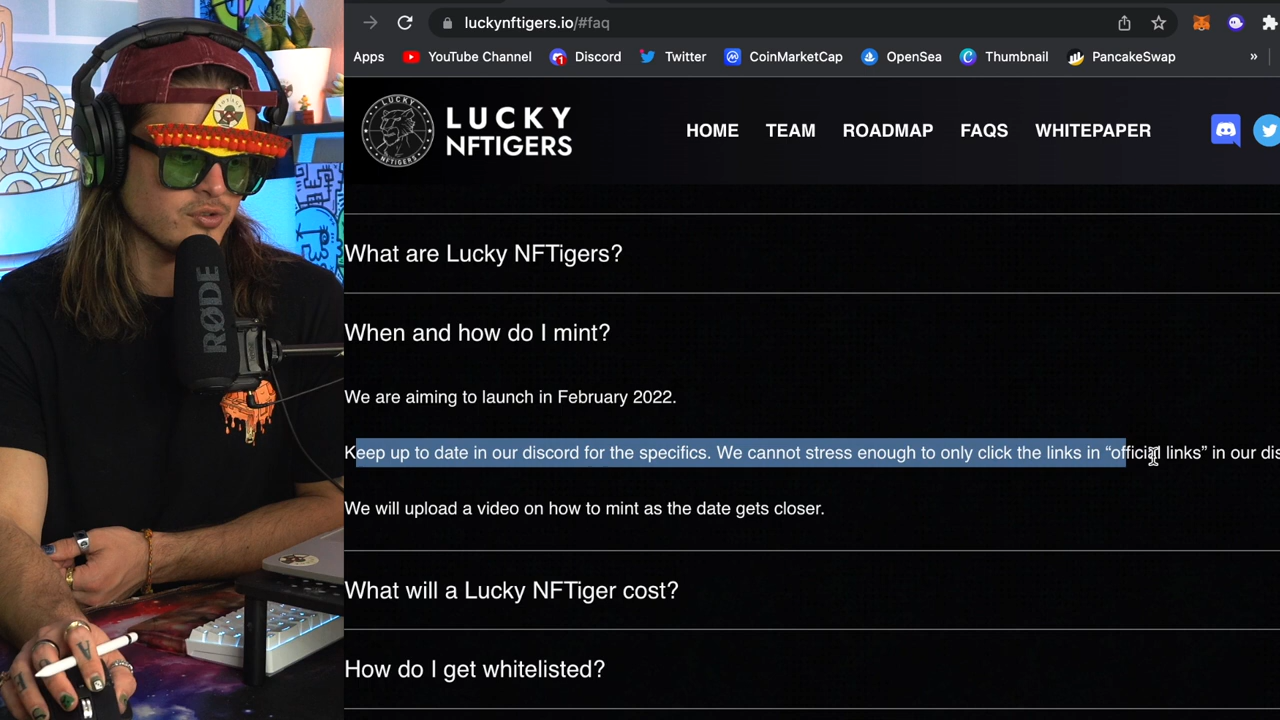 luckynftigers.io/#faq
Apps YouTube Channel Discord Twitter CoinMarketCap OpenSea Thumbnail PancakeSwap »
LUCKY
NFTIGERS
LUCKY
NFTIGERS
HOME TEAM ROADMAP FAQS WHITEPAPER
What are Lucky NFTigers?
When and how do I mint?
We are aiming to launch in February 2022.
Keep up to date in our discord for the specifics. We cannot stress enough to only click the links in “official links” in our dis
We will upload a video on how to mint as the date gets closer.
What will a Lucky NFTiger cost?
How do I get whitelisted?
RØDE